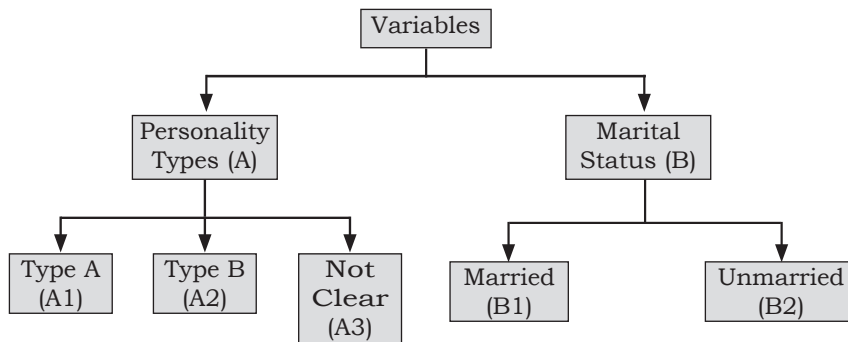 Variables
Personality
Types (A)
Marital
Status (B)
Type A
(A1)
Type B
(A2)
Not
Clear
(A3)
Married
(B1)
Unmarried
(B2)